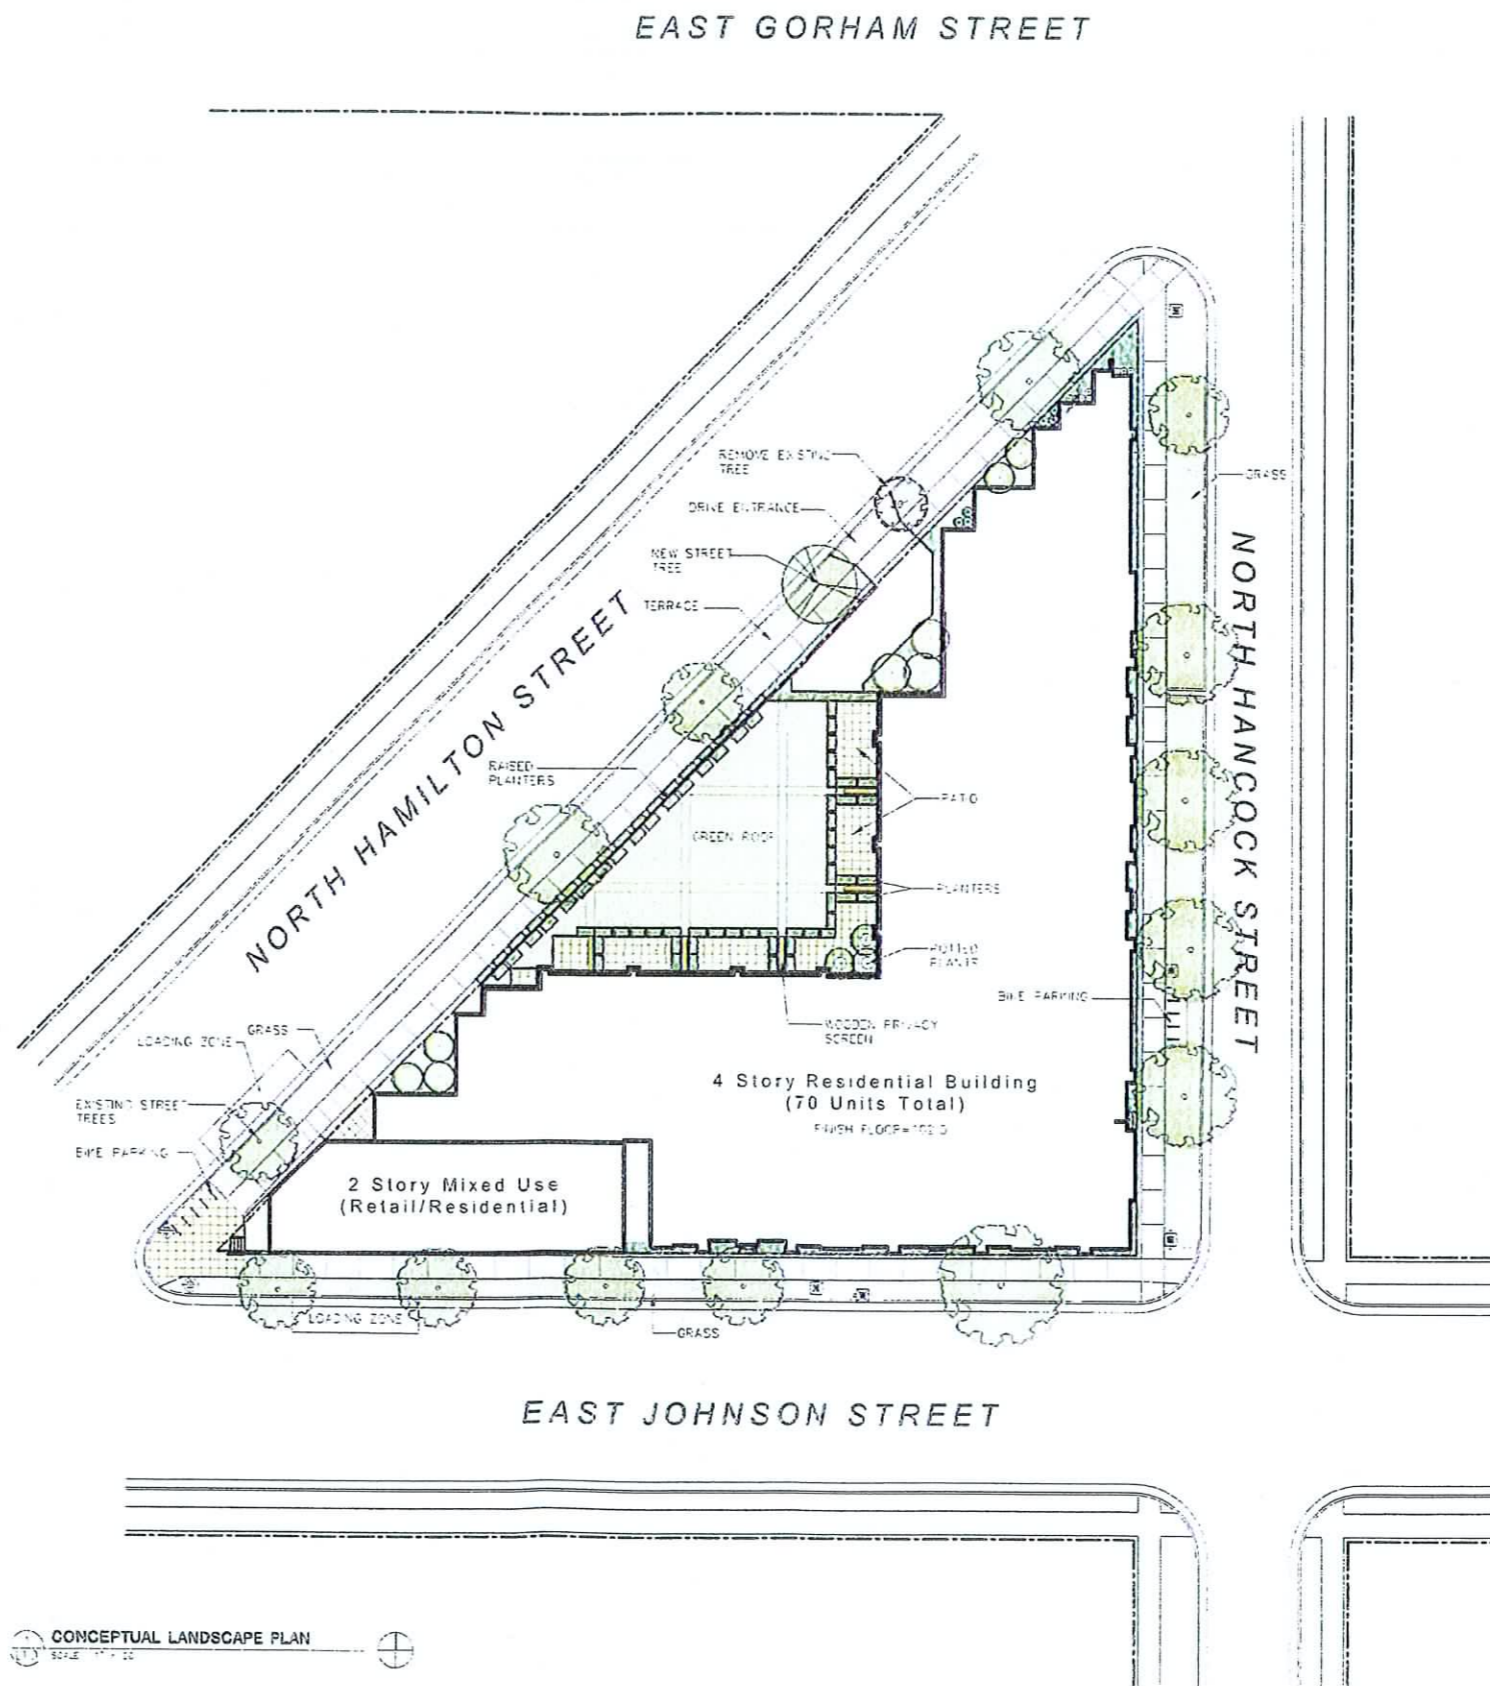 EAST GORHAM STREET
REMOVE EXISTING
TREE
DRIVE ENTRANCE
NEW STREET
TREE
TERRACE
GRASS
NORTH HAMILTON STREET
NORTH HANCOCK STREET
RAISED
PLANTERS
GREEN ROOF
PATIO
PLANTERS
POTTED
PLANTS
BIKE PARKING
WOODEN PRIVACY
SCREEN
GRASS
LOADING ZONE
EXISTING STREET
TREES
BIKE PARKING
4 Story Residential Building
(70 Units Total)
FINISH FLOOR=
2 Story Mixed Use
(Retail/Residential)
LOADING ZONE
GRASS
EAST JOHNSON STREET
CONCEPTUAL LANDSCAPE PLAN
SCALE